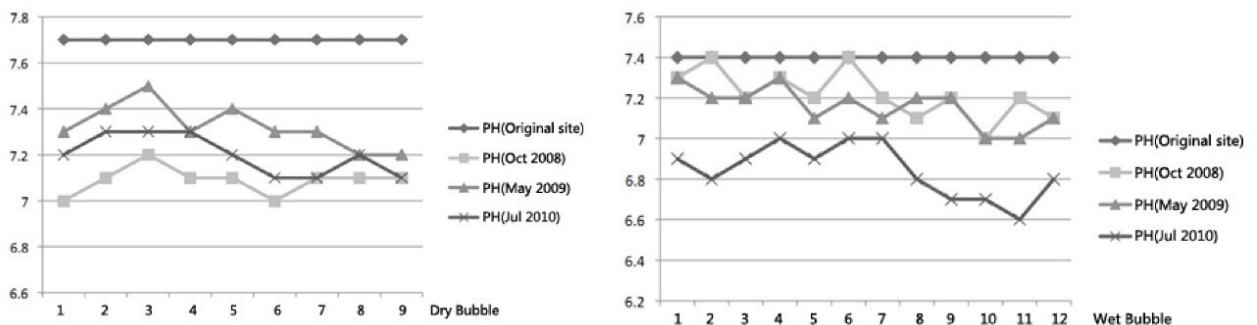 7.8
7.6
7.4
7.2
7
6.8
6.6
1 2 3 4 5 6 7 8 9 Dry Bubble
PH(Original site)
PH(Oct 2008)
PH(May 2009)
PH(Jul 2010)
7.6
7.4
7.2
7
6.8
6.6
6.4
6.2
1 2 3 4 5 6 7 8 9 10 11 12 Wet Bubble
PH(Original site)
PH(Oct 2008)
PH(May 2009)
PH(Jul 2010)